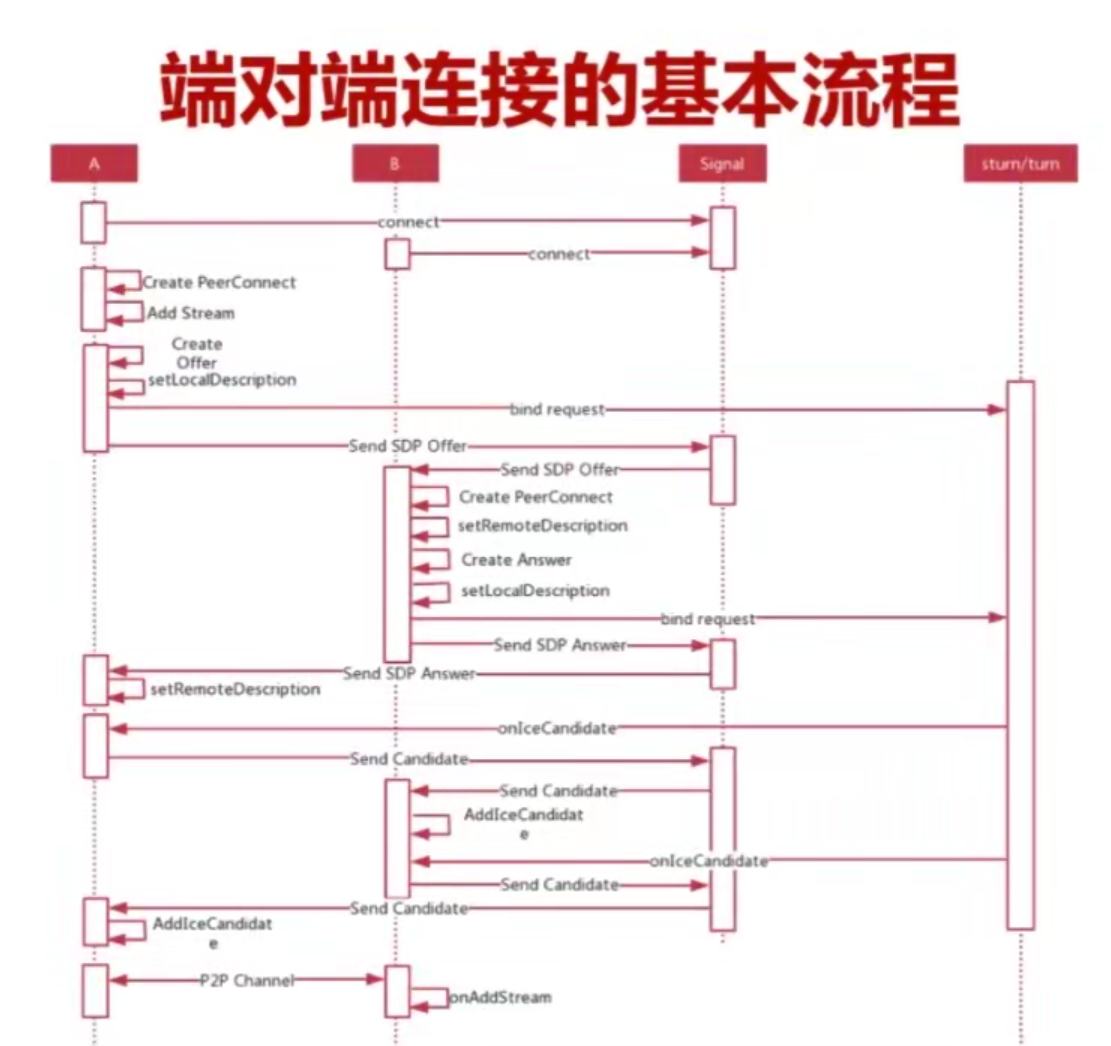 端对端连接的基本流程
A
B
Signal
sturn/turn
connect
connect
Create PeerConnect
Add Stream
Create
Offer
setLocalDescription
bind request
Send SDP Offer
Send SDP Offer
Create PeerConnect
setRemoteDescription
Create Answer
setLocalDescription
bind request
Send SDP Answer
Send SDP Answer
setRemoteDescription
onIceCandidate
Send Candidate
Send Candidate
AddIceCandidat
e
onIceCandidate
Send Candidate
Send Candidate
AddIceCandidat
e
P2P Channel
onAddStream